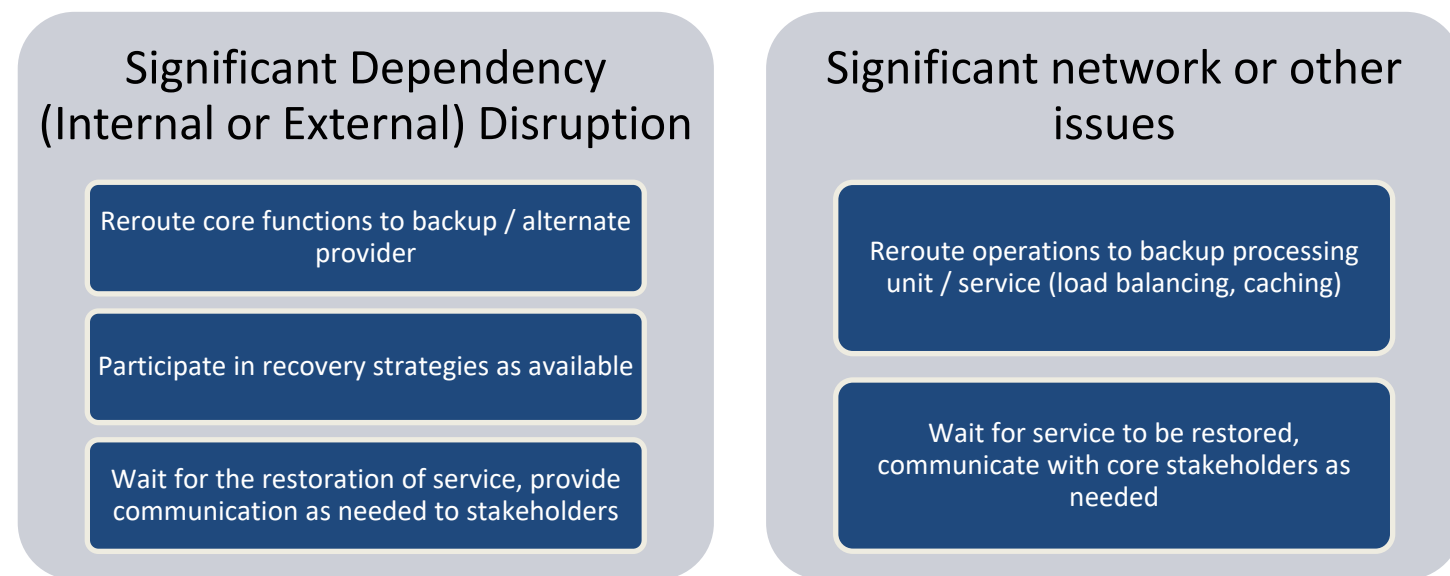 Significant Dependency
(Internal or External) Disruption
Reroute core functions to backup / alternate
provider
Participate in recovery strategies as available
Wait for the restoration of service, provide
communication as needed to stakeholders
Significant network or other
issues
Reroute operations to backup processing
unit / service (load balancing, caching)
Wait for service to be restored,
communicate with core stakeholders as
needed